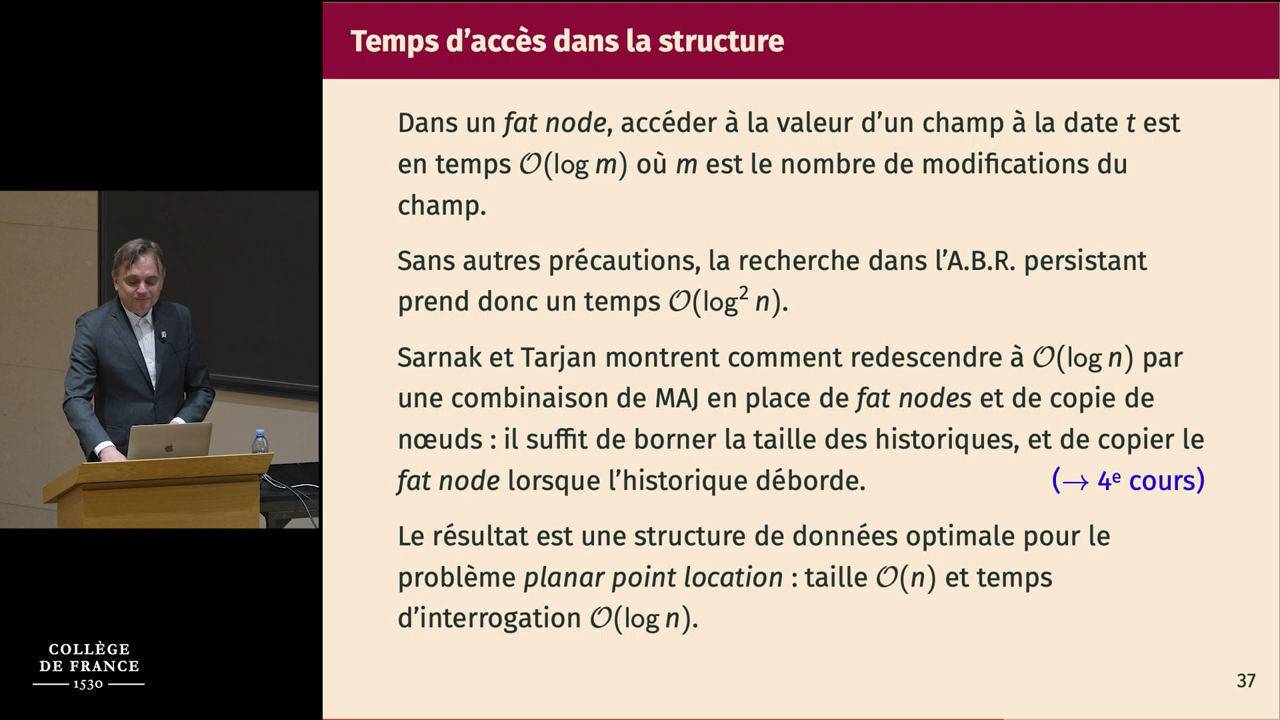 Temps d'accès dans la structure
Dans un fat node, accéder à la valeur d'un champ à la date t est
en temps O(log m) où m est le nombre de modifications du
champ.
Sans autres précautions, la recherche dans l'A.B.R. persistant
prend donc un temps O(log² n).
Sarnak et Tarjan montrent comment redescendre à O(log n) par
une combinaison de MAJ en place de fat nodes et de copie de
nœuds : il suffit de borner la taille des historiques, et de copier le
fat node lorsque l'historique déborde. (→ 4ᵉ cours)
Le résultat est une structure de données optimale pour le
problème planar point location : taille O(n) et temps
d'interrogation O(log n).
COLLÈGE
DE FRANCE
1530
37